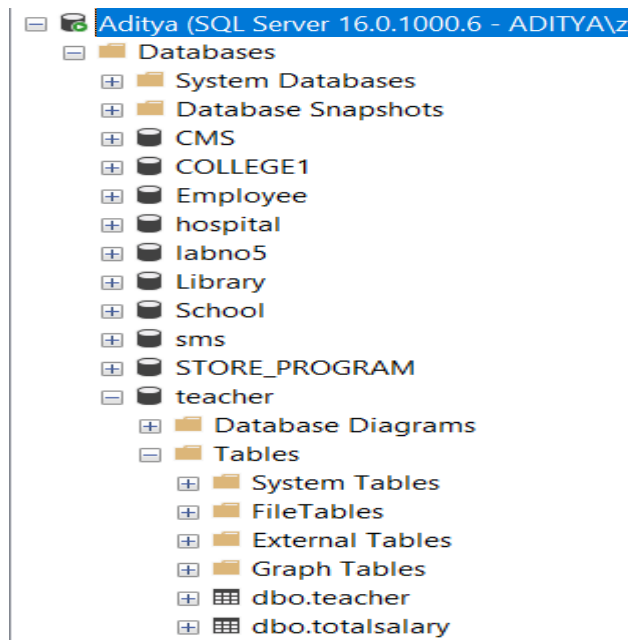 Aditya (SQL Server 16.0.1000.6 - ADITYA\z
Databases
System Databases
Database Snapshots
CMS
COLLEGE1
Employee
hospital
labno5
Library
School
sms
STORE_PROGRAM
teacher
Database Diagrams
Tables
System Tables
FileTables
External Tables
Graph Tables
dbo.teacher
dbo.totalsalary